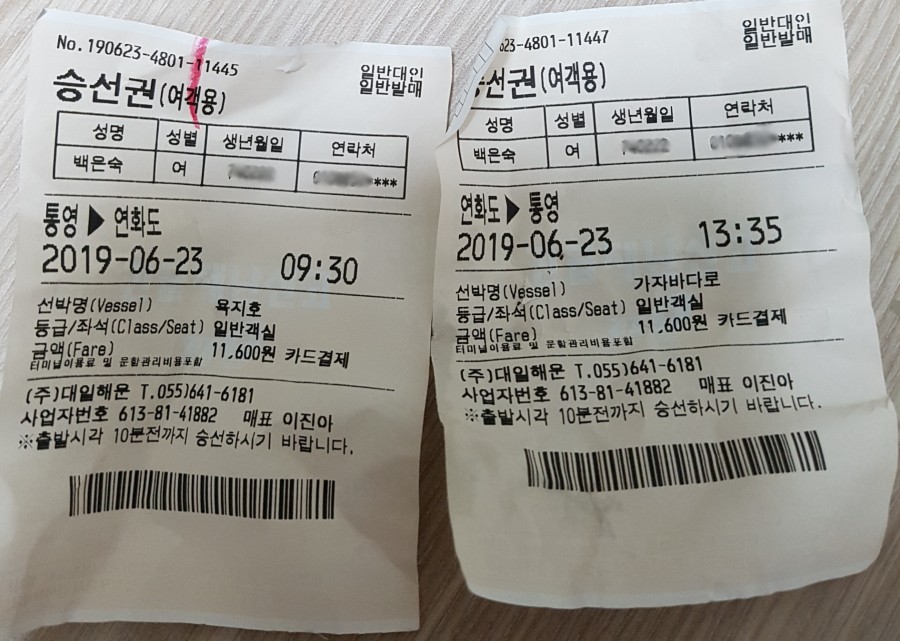 No.190623-4801-11445
일반대인
일반발매
승선권(여객용)
성명 성별 생년월일 연락처
백은숙 여 ***
통영 ▶ 연화도
2019-06-23 09:30
선박명(Vessel) 욕지호
등급/좌석(Class/Seat) 일반객실
금액(Fare) 11,600원 카드결제
터미널이용료 및 운항관리비용포함
(주)대일해운 T.055)641-6181
사업자번호 613-81-41882 매표 이진아
※출발시각 10분전까지 승선하시기 바랍니다.
623-4801-11447
일반대인
일반발매
승선권(여객용)
성명 성별 생년월일 연락처
백은숙 여 ***
연화도 ▶ 통영
2019-06-23 13:35
선박명(Vessel) 가자바다로
등급/좌석(Class/Seat) 일반객실
금액(Fare) 11,600원 카드결제
터미널이용료 및 운항관리비용포함
(주)대일해운 T.055)641-6181
사업자번호 613-81-41882 매표 이진아
※출발시각 10분전까지 승선하시기 바랍니다.